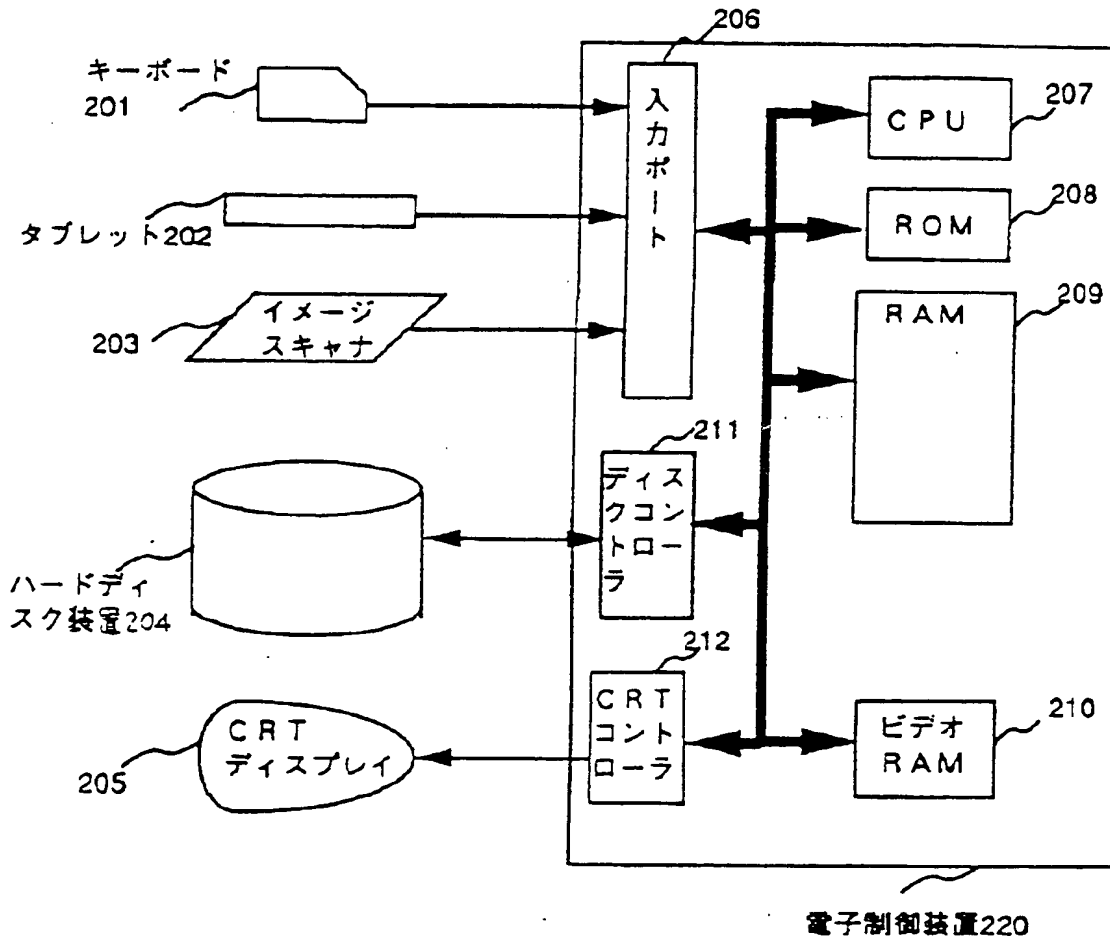 206
キーボード
201
入力ポート
CPU
207
タブレット202
ROM
208
203
イメージ
スキャナ
RAM
209
211
ディス
クコン
トロー
ラ
ハードディ
スク装置204
212
CRT
コント
ローラ
205
CRT
ディスプレイ
ビデオ
RAM
210
電子制御装置220